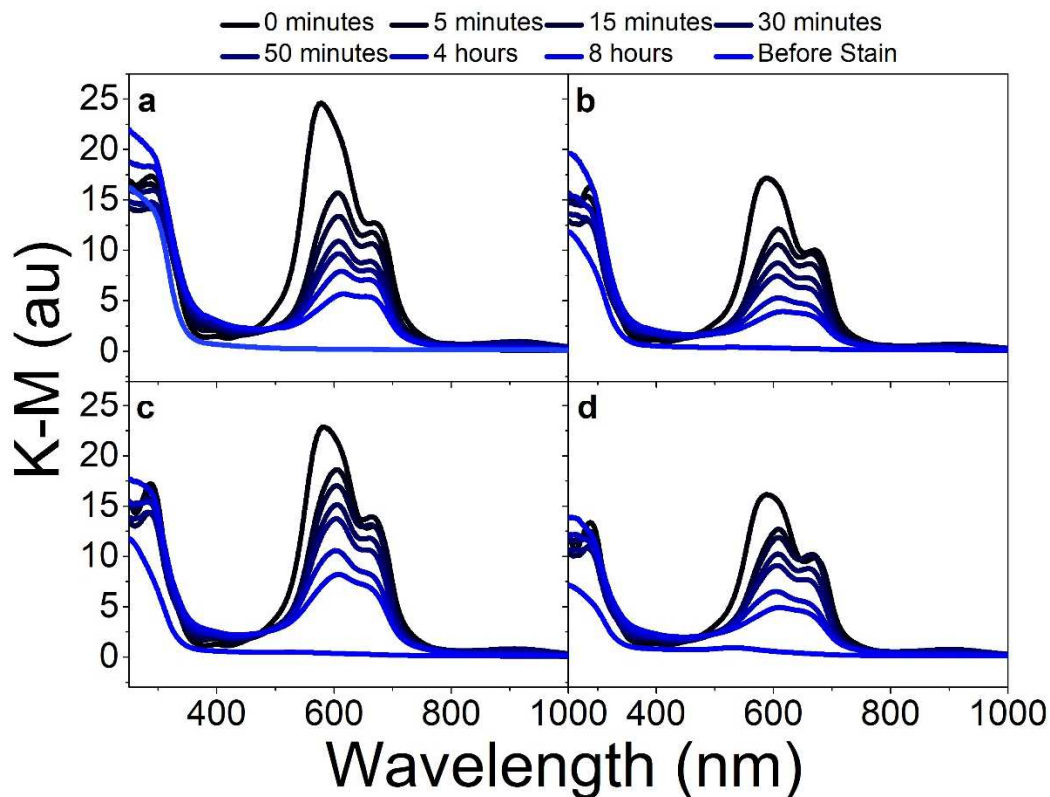 0 minutes 5 minutes 15 minutes 30 minutes
50 minutes 4 hours 8 hours Before Stain
a b
25
20
15
10
5
0
c d
25
20
15
10
5
0
K-M (au)
400 600 800 1000 400 600 800 1000
Wavelength (nm)